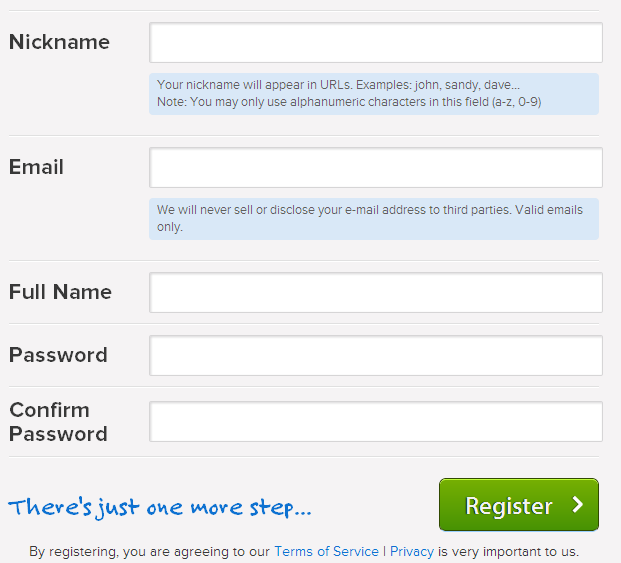 Nickname
Your nickname will appear in URLs. Examples: john, sandy, dave...
Note: You may only use alphanumeric characters in this field (a-z, 0-9)
Email
We will never sell or disclose your e-mail address to third parties. Valid emails
only.
Full Name
Password
Confirm
Password
There's just one more step...
Register
By registering, you are agreeing to our Terms of Service | Privacy is very important to us.